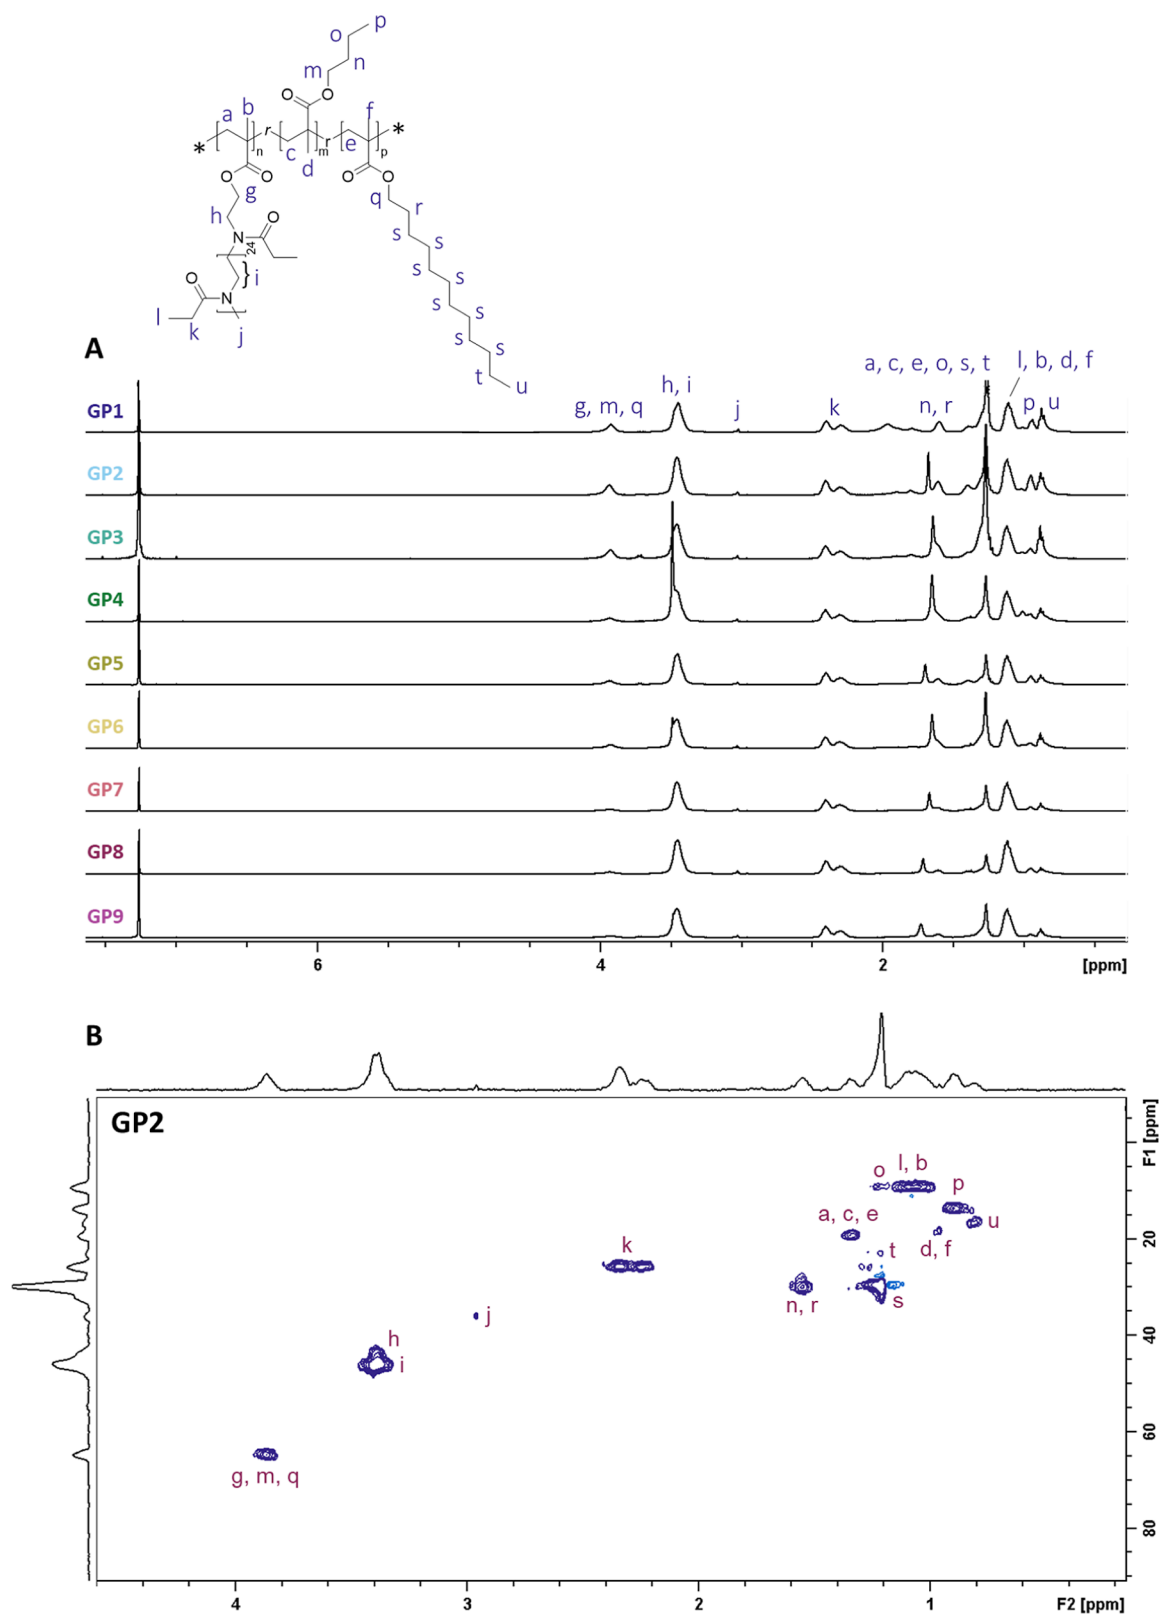 p
o
n
m
O
O
a
b
f
r
r
*
*
n
c
m
e
p
d
O
O
O
O
g
q
r
h
O
N
24
s
s
s
s
s
s
s
s
O
i
N
l
k
j
t
u
A
a, c, e, o, s, t
l, b, d, f
h, i
g, m, q
j
k
n, r
p
u
GP1
GP2
GP3
GP4
GP5
GP6
GP7
GP8
GP9
6
4
2
[ppm]
B
GP2
F1 [ppm]
o
l, b
p
a, c, e
u
d, f
k
t
n, r
s
j
h
i
g, m, q
20
40
60
80
4
3
2
1
F2 [ppm]